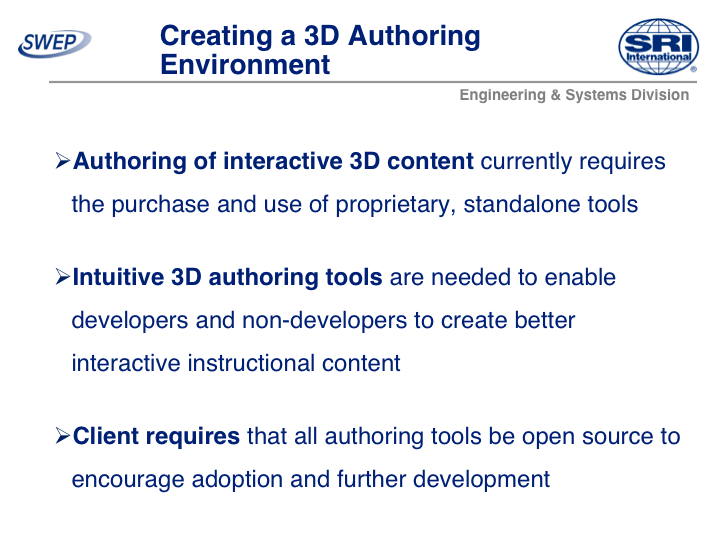 SWEP
Creating a 3D Authoring
Environment
SRI
International
®
Engineering & Systems Division
➢Authoring of interactive 3D content currently requires
the purchase and use of proprietary, standalone tools
➢Intuitive 3D authoring tools are needed to enable
developers and non-developers to create better
interactive instructional content
➢Client requires that all authoring tools be open source to
encourage adoption and further development